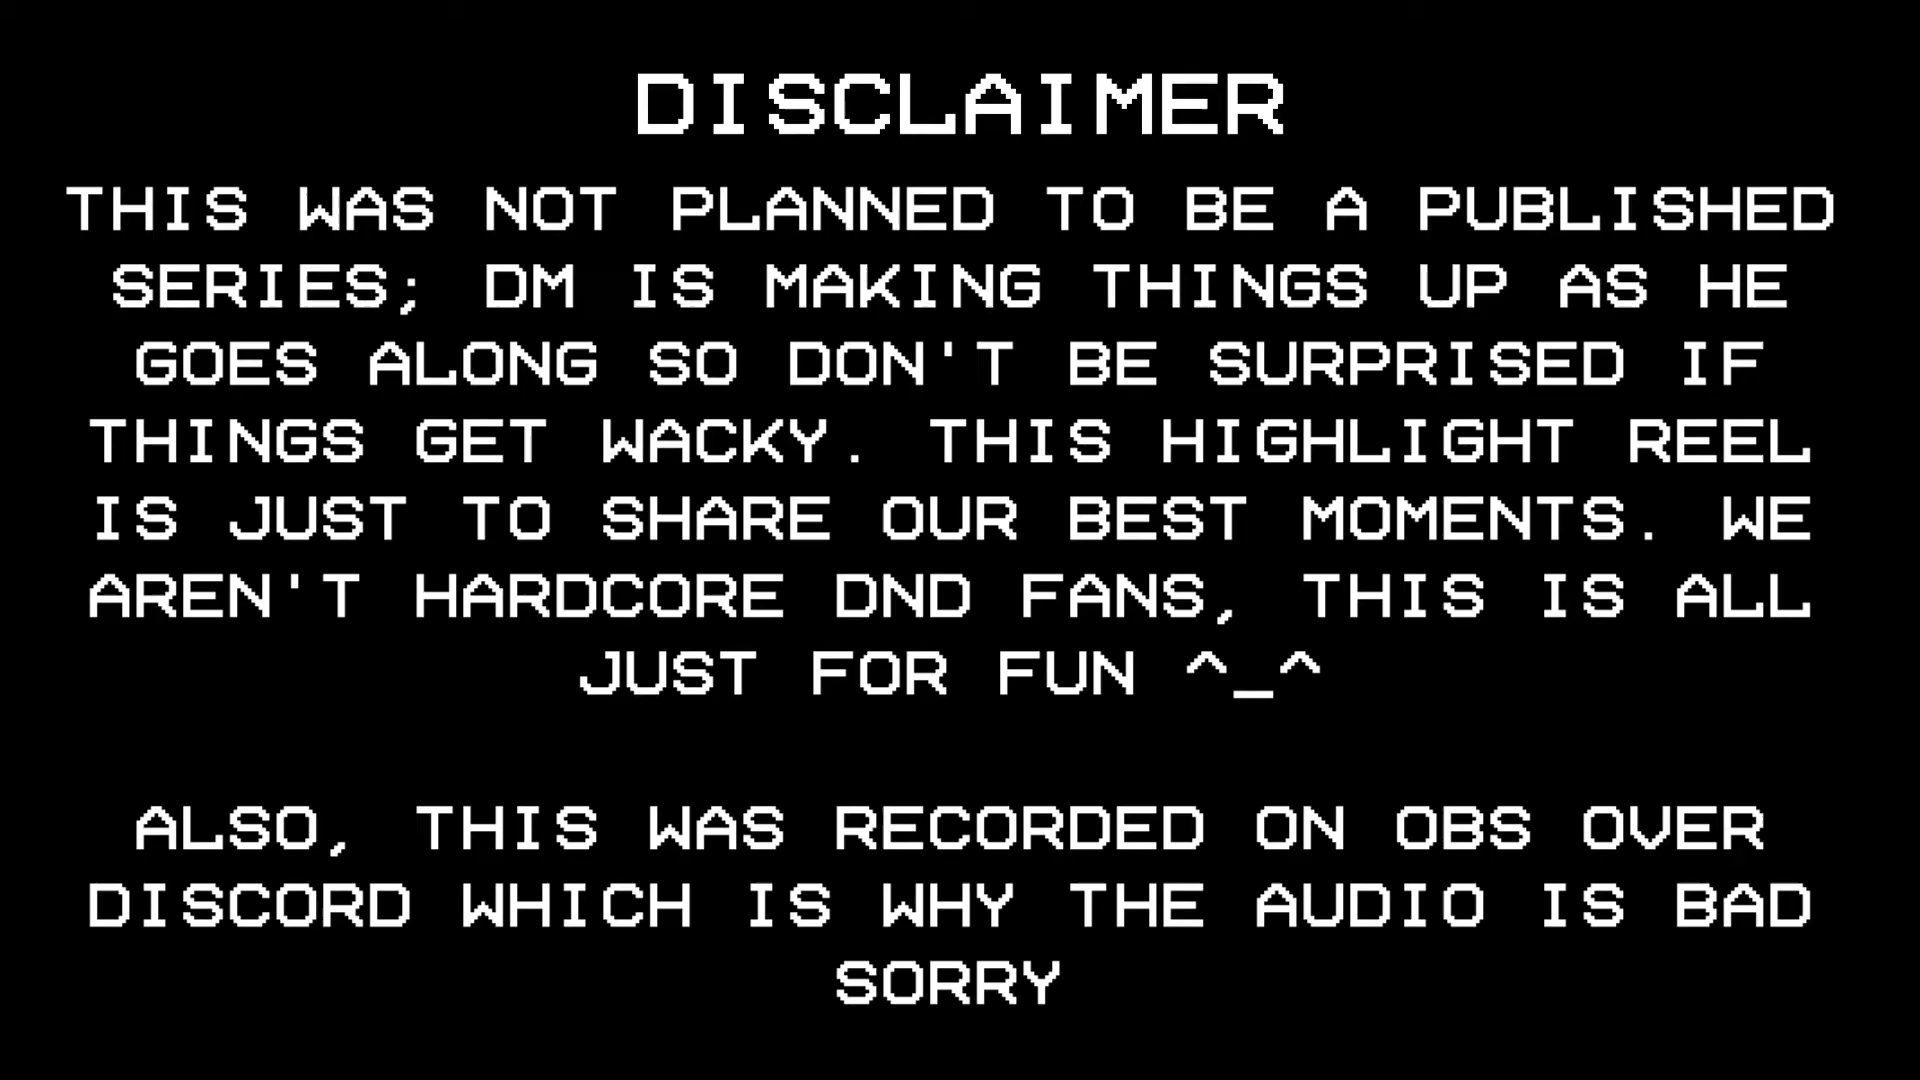 DISCLAIMER
THIS WAS NOT PLANNED TO BE A PUBLISHED
SERIES; DM IS MAKING THINGS UP AS HE
GOES ALONG SO DON'T BE SURPRISED IF
THINGS GET WACKY. THIS HIGHLIGHT REEL
IS JUST TO SHARE OUR BEST MOMENTS. WE
AREN'T HARDCORE DND FANS, THIS IS ALL
JUST FOR FUN ^_^
ALSO, THIS WAS RECORDED ON OBS OVER
DISCORD WHICH IS WHY THE AUDIO IS BAD
SORRY